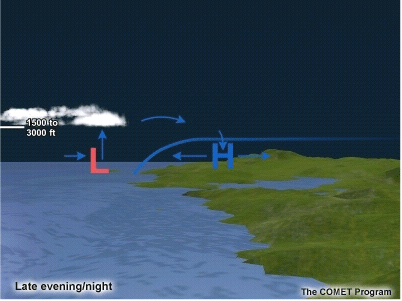 1500 to
3000 ft
L
H
Late evening/night
The COMET Program